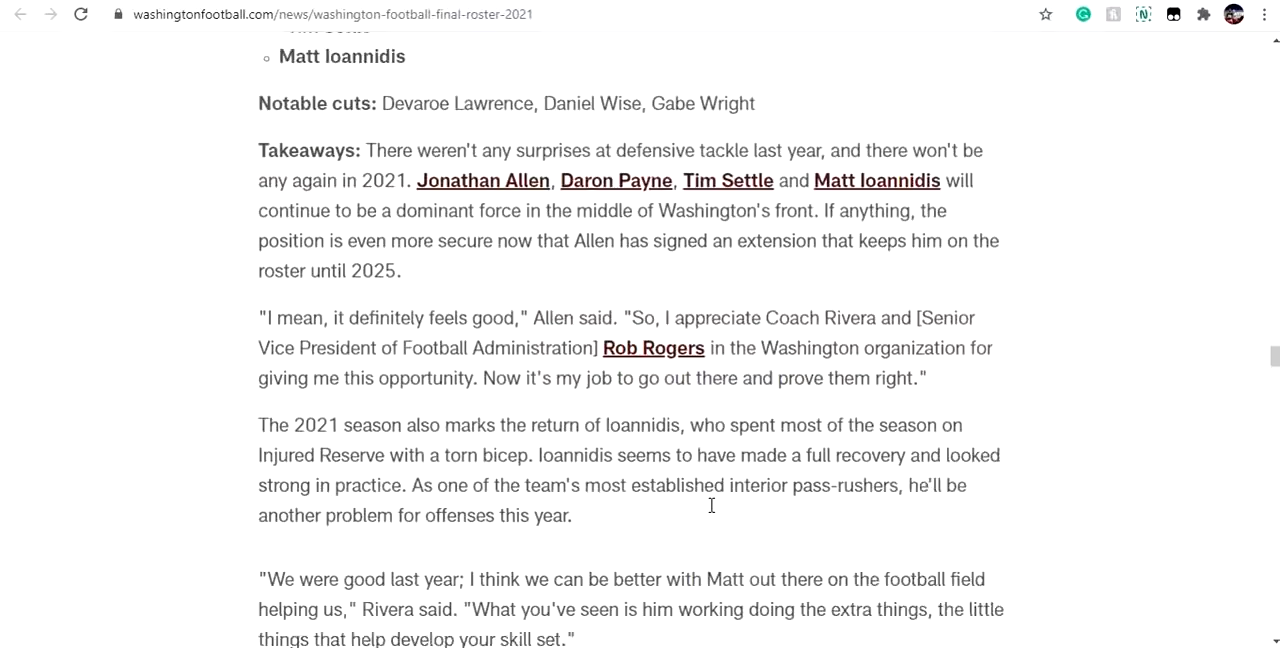 washingtonfootball.com/news/washington-football-final-roster-2021
Matt Ioannidis
Notable cuts: Devaroe Lawrence, Daniel Wise, Gabe Wright
Takeaways: There weren't any surprises at defensive tackle last year, and there won't be
any again in 2021. Jonathan Allen, Daron Payne, Tim Settle and Matt Ioannidis will
continue to be a dominant force in the middle of Washington's front. If anything, the
position is even more secure now that Allen has signed an extension that keeps him on the
roster until 2025.
"I mean, it definitely feels good," Allen said. "So, I appreciate Coach Rivera and [Senior
Vice President of Football Administration] Rob Rogers in the Washington organization for
giving me this opportunity. Now it's my job to go out there and prove them right."
The 2021 season also marks the return of Ioannidis, who spent most of the season on
Injured Reserve with a torn bicep. Ioannidis seems to have made a full recovery and looked
strong in practice. As one of the team's most established interior pass-rushers, he'll be
another problem for offenses this year.
"We were good last year; I think we can be better with Matt out there on the football field
helping us," Rivera said. "What you've seen is him working doing the extra things, the little
things that help develop your skill set."